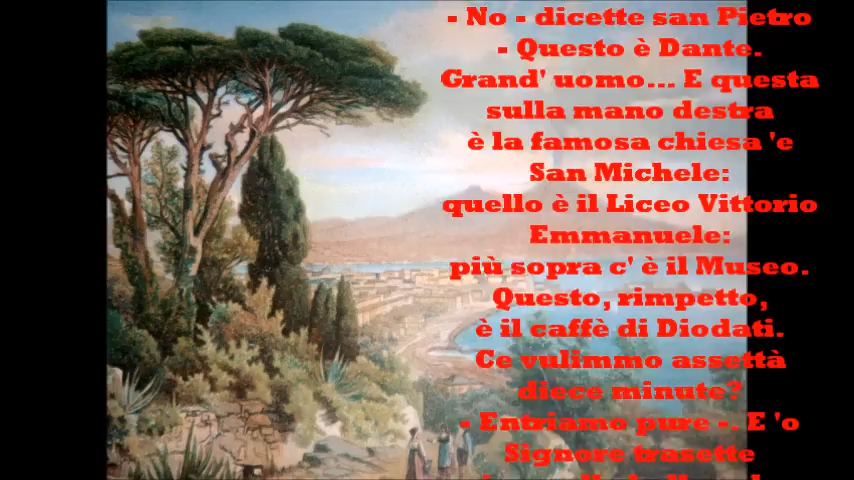 - No - dicette san Pietro
- Questo è Dante.
Grand' uomo... E questa
sulla mano destra
è la famosa chiesa 'e
San Michele:
quello è il Liceo Vittorio
Emmanuele:
più sopra c' è il Museo.
Questo, rimpetto,
è il caffè di Diodati.
Ce vulimmo assettà
diece minute?
- Entriamo pure -. E 'o
Signore trasette